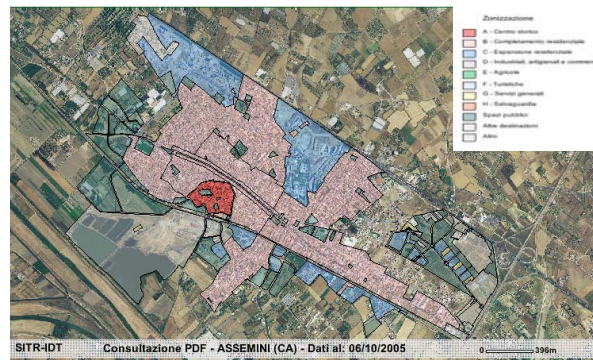 Zonizzazione
A - Centro storico
B - Completamento residenziale
C - Espansione residenziale
D - Industriali, artigianali e commerc
E - Agricole
F - Turistiche
G - Servizi generali
H - Salvaguardia
Spazi pubblici
Altre destinazioni
Altro
SITR-IDT Consultazione PDF - ASSEMINI (CA) - Dati al: 06/10/2005 0 396m